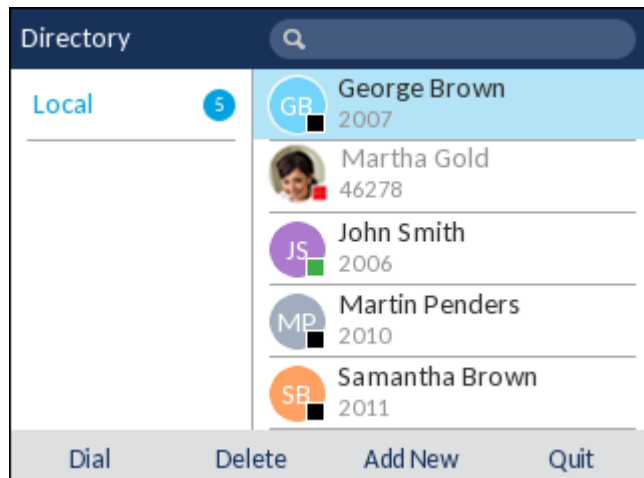 Directory
Local 5
GB George Brown
2007
Martha Gold
46278
JS John Smith
2006
MP Martin Penders
2010
SB Samantha Brown
2011
Dial Delete Add New Quit